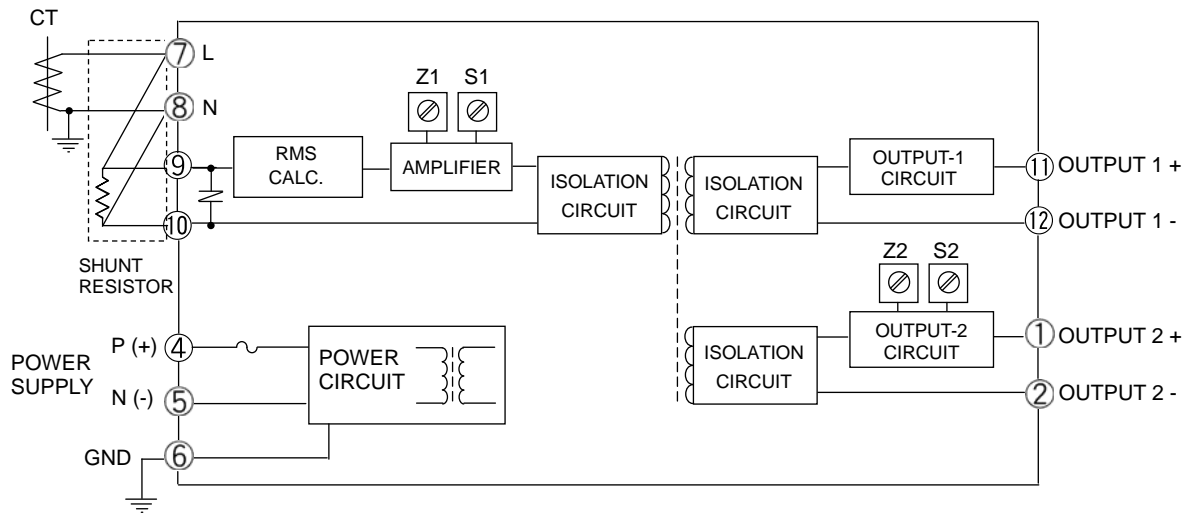 CT
7 L
8 N
9
10
SHUNT
RESISTOR
RMS
CALC.
Z1 S1
AMPLIFIER
ISOLATION
CIRCUIT
ISOLATION
CIRCUIT
OUTPUT-1
CIRCUIT
11 OUTPUT 1 +
12 OUTPUT 1 -
Z2 S2
ISOLATION
CIRCUIT
OUTPUT-2
CIRCUIT
1 OUTPUT 2 +
2 OUTPUT 2 -
POWER
SUPPLY
P (+) 4
N (-) 5
GND 6
POWER
CIRCUIT